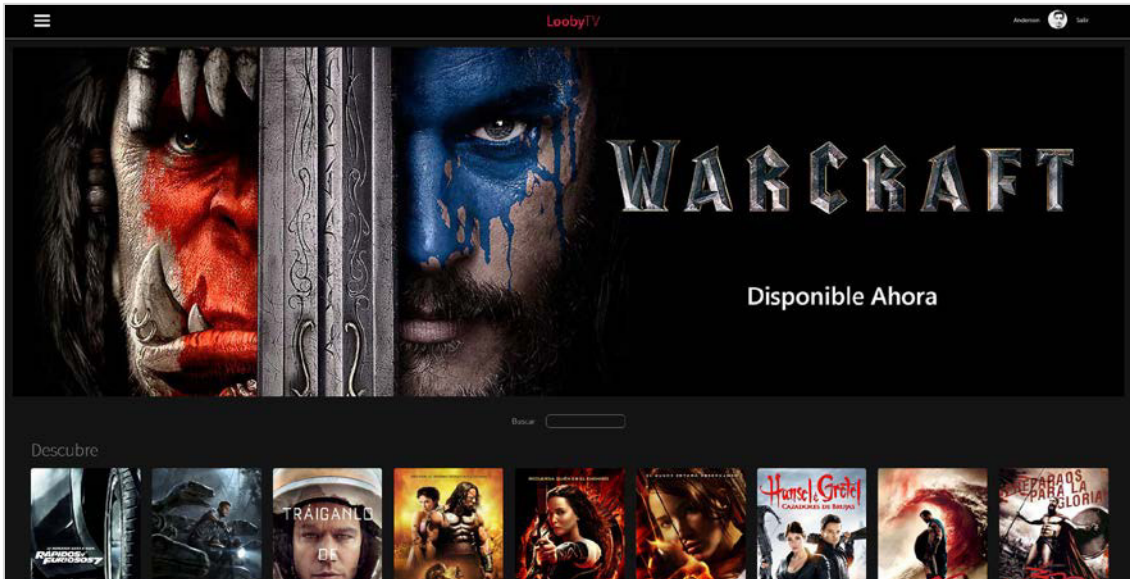 LoobyTV
Anderson Salir
WARCRAFT
Disponible Ahora
Buscar
Descubre
RÁPIDOS Y FURIOSOS 7
TRÁIGANLO
DE
Hansel & Gretel
CAZADORES DE BRUJAS
PREPARAOS
PARA LA
GLORIA